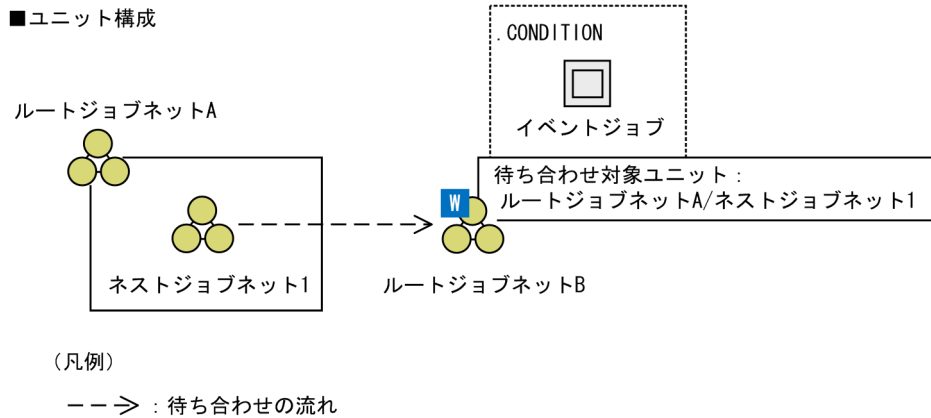 ■ユニット構成
.CONDITION
イベントジョブ
ルートジョブネットA
待ち合わせ対象ユニット：
ルートジョブネットA/ネストジョブネット1
W
ネストジョブネット1
ルートジョブネットB
（凡例）
：待ち合わせの流れ